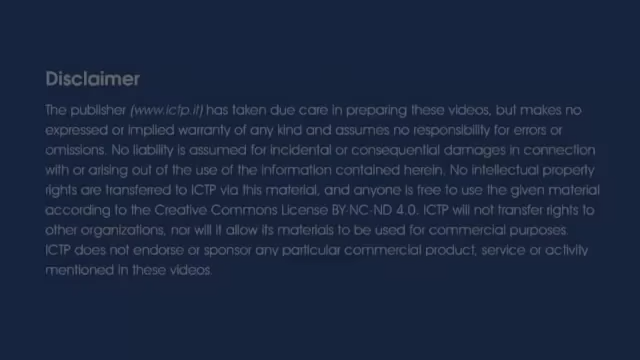 Disclaimer
The publisher (www.ictp.it) has taken due care in preparing these videos, but makes no
expressed or implied warranty of any kind and assumes no responsibility for errors or
omissions. No liability is assumed for incidental or consequential damages in connection
with or arising out of the use of the information contained herein. No intellectual property
rights are transferred to ICTP via this material, and anyone is free to use the given material
according to the Creative Commons License BY-NC-ND 4.0. ICTP will not transfer rights to
other organizations, nor will it allow its materials to be used for commercial purposes.
ICTP does not endorse or sponsor any particular commercial product, service or activity
mentioned in these videos.